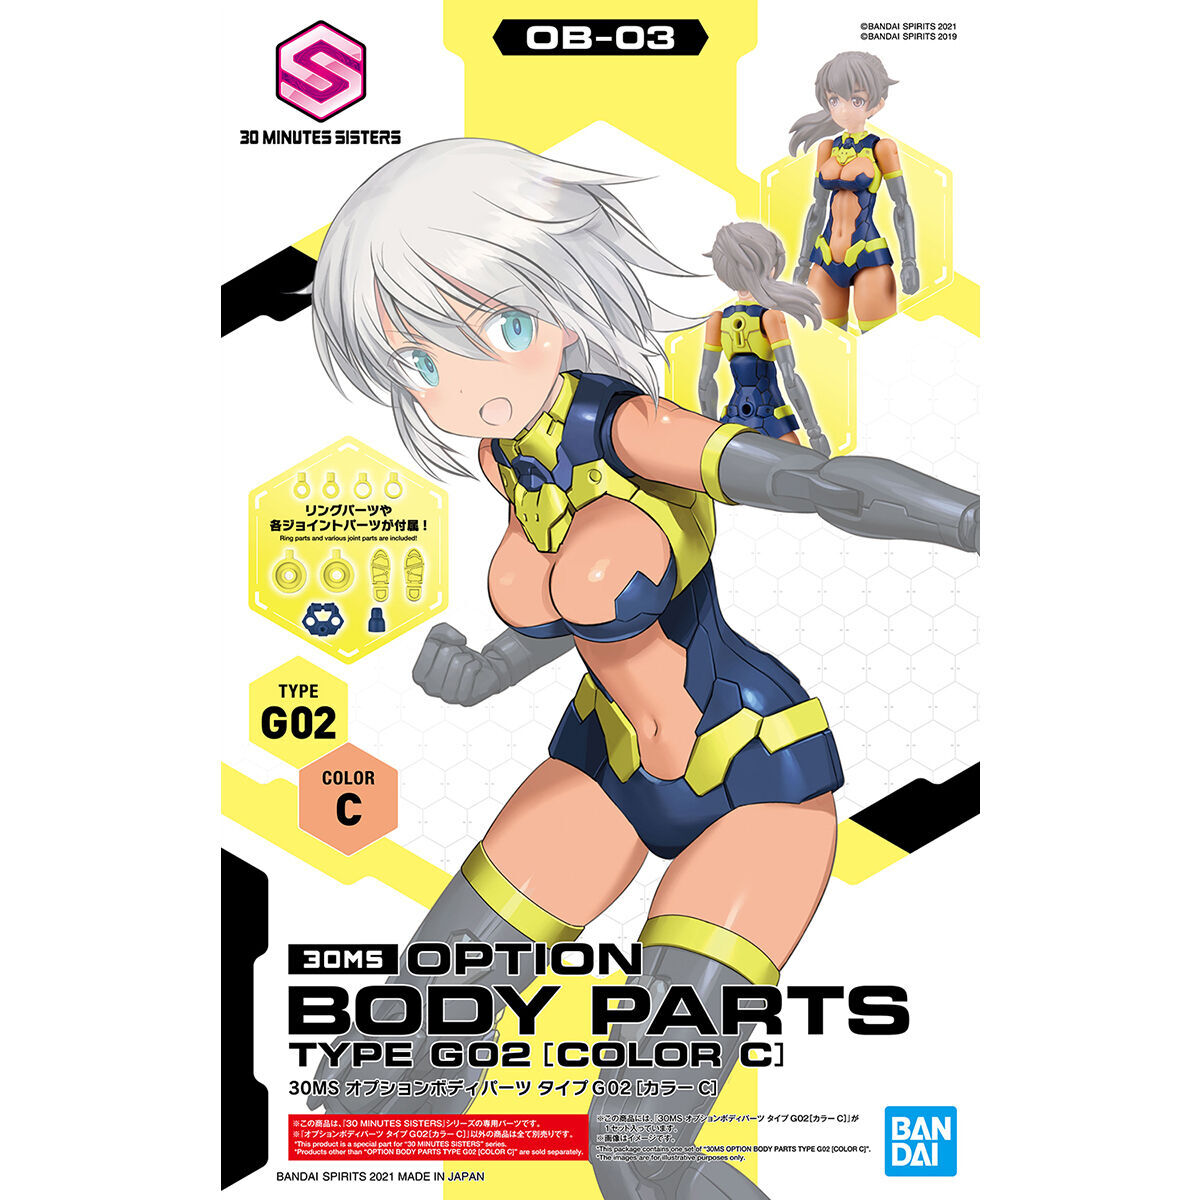 OB-03
©BANDAI SPIRITS 2021
©BANDAI SPIRITS 2019
30 MINUTES SISTERS
リングパーツや
各ジョイントパーツが付属！
Ring parts and various joint parts are included!
TYPE
G02
COLOR
C
30MS OPTION
BODY PARTS
TYPE G02 [COLOR C]
30MS オプションボディパーツ タイプG02［カラーC］
※この商品は、「30 MINUTES SISTERS」シリーズの専用パーツです。
※「オプションボディパーツ タイプG02［カラーC］」以外の商品は全て別売りです。
*This product is a special part for "30 MINUTES SISTERS" series.
*Products other than "OPTION BODY PARTS TYPE G02 [COLOR C]" are sold separately.
※この商品には、「30MS オプションボディパーツ タイプG02［カラーC］」が
1セット入っています。
※画像はイメージです。
*This package contains one set of "30MS OPTION BODY PARTS TYPE G02 [COLOR C]".
*The images are for illustrative purposes only.
BAN
DAI
BANDAI SPIRITS 2021 MADE IN JAPAN